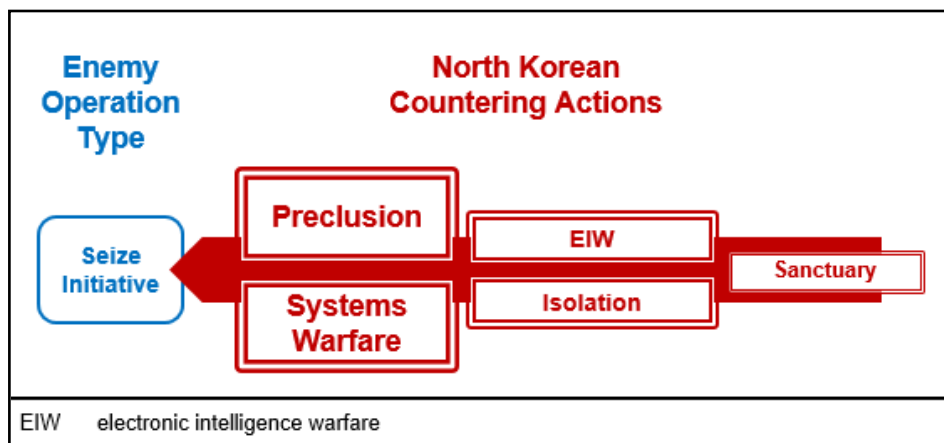 Enemy
Operation
Type
North Korean
Countering Actions
Seize
Initiative
Preclusion
Systems
Warfare
EIW
Isolation
Sanctuary
EIW electronic intelligence warfare